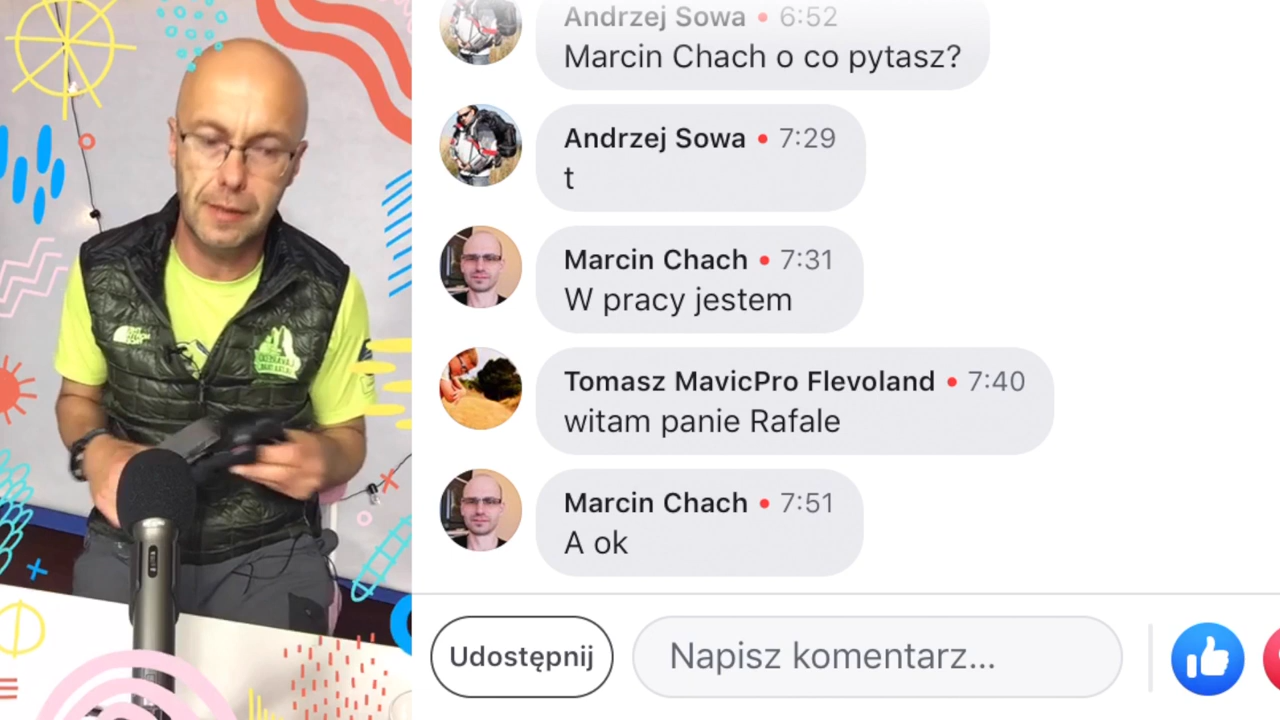 Andrzej Sowa • 6:52
Marcin Chach o co pytasz?
Andrzej Sowa • 7:29
t
Marcin Chach • 7:31
W pracy jestem
Tomasz MavicPro Flevoland • 7:40
witam panie Rafale
Marcin Chach • 7:51
A ok
Udostępnij
Napisz komentarz...